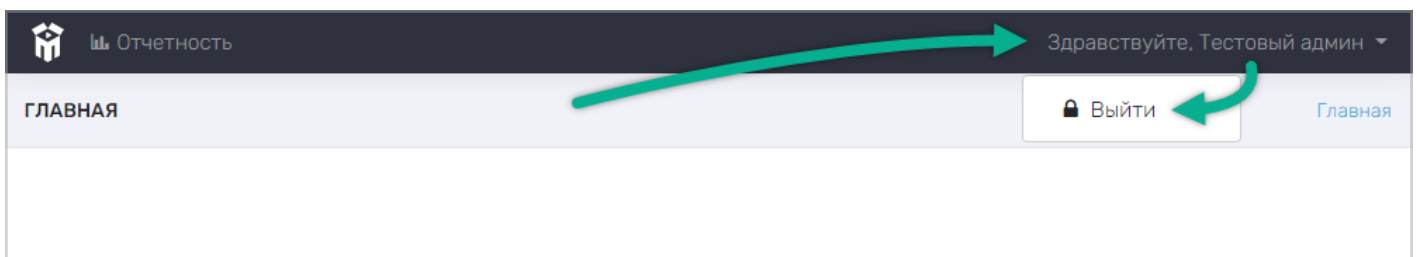 Отчетность
Здравствуйте, Тестовый админ
ГЛАВНАЯ
Выйти
Главная